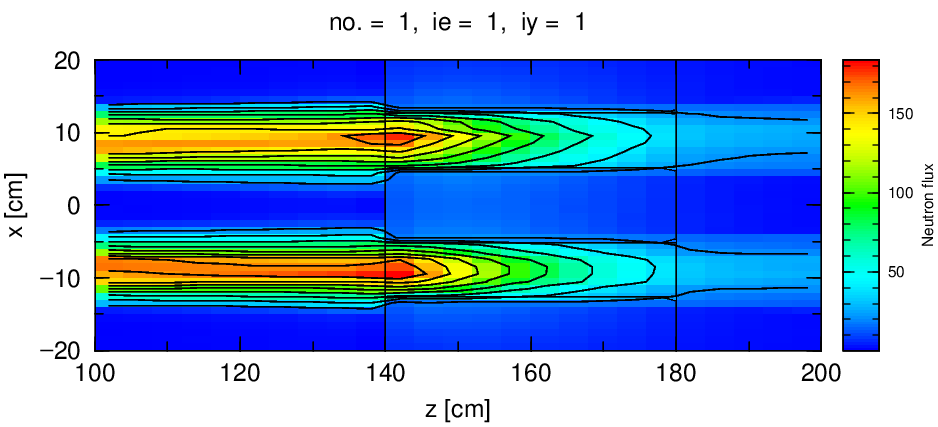 no. = 1, ie = 1, iy = 1
20
10
0
−10
−20
x [cm]
100 120 140 160 180 200
z [cm]
150
100
50
Neutron flux